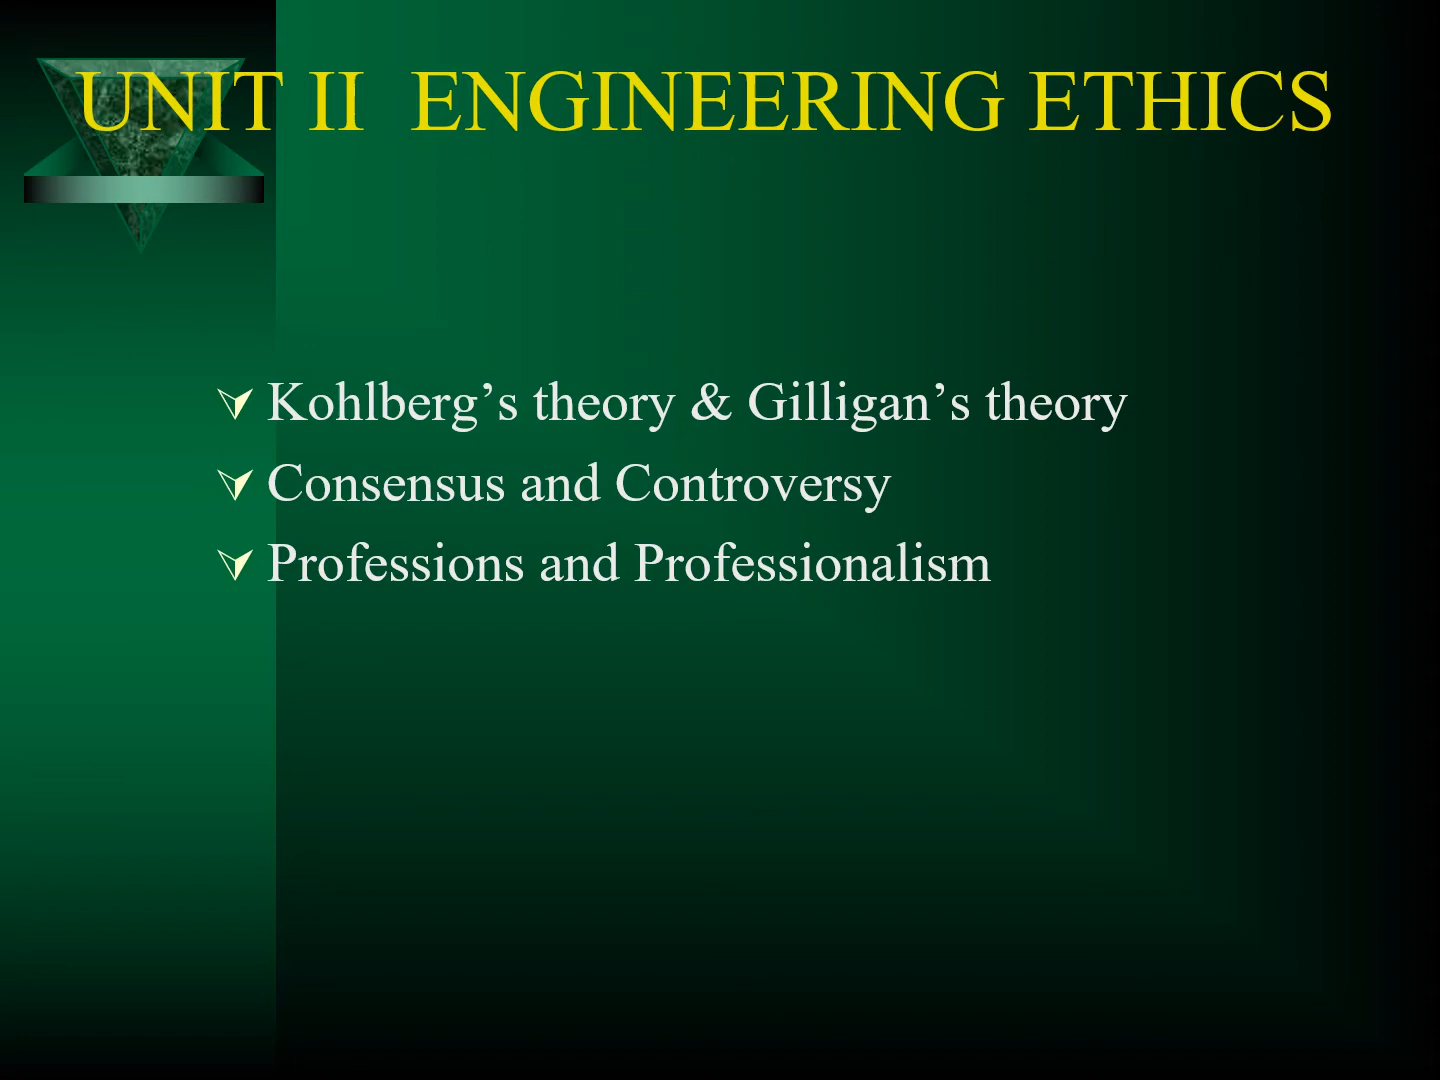 UNIT II ENGINEERING ETHICS
Kohlberg’s theory & Gilligan’s theory
Consensus and Controversy
Professions and Professionalism